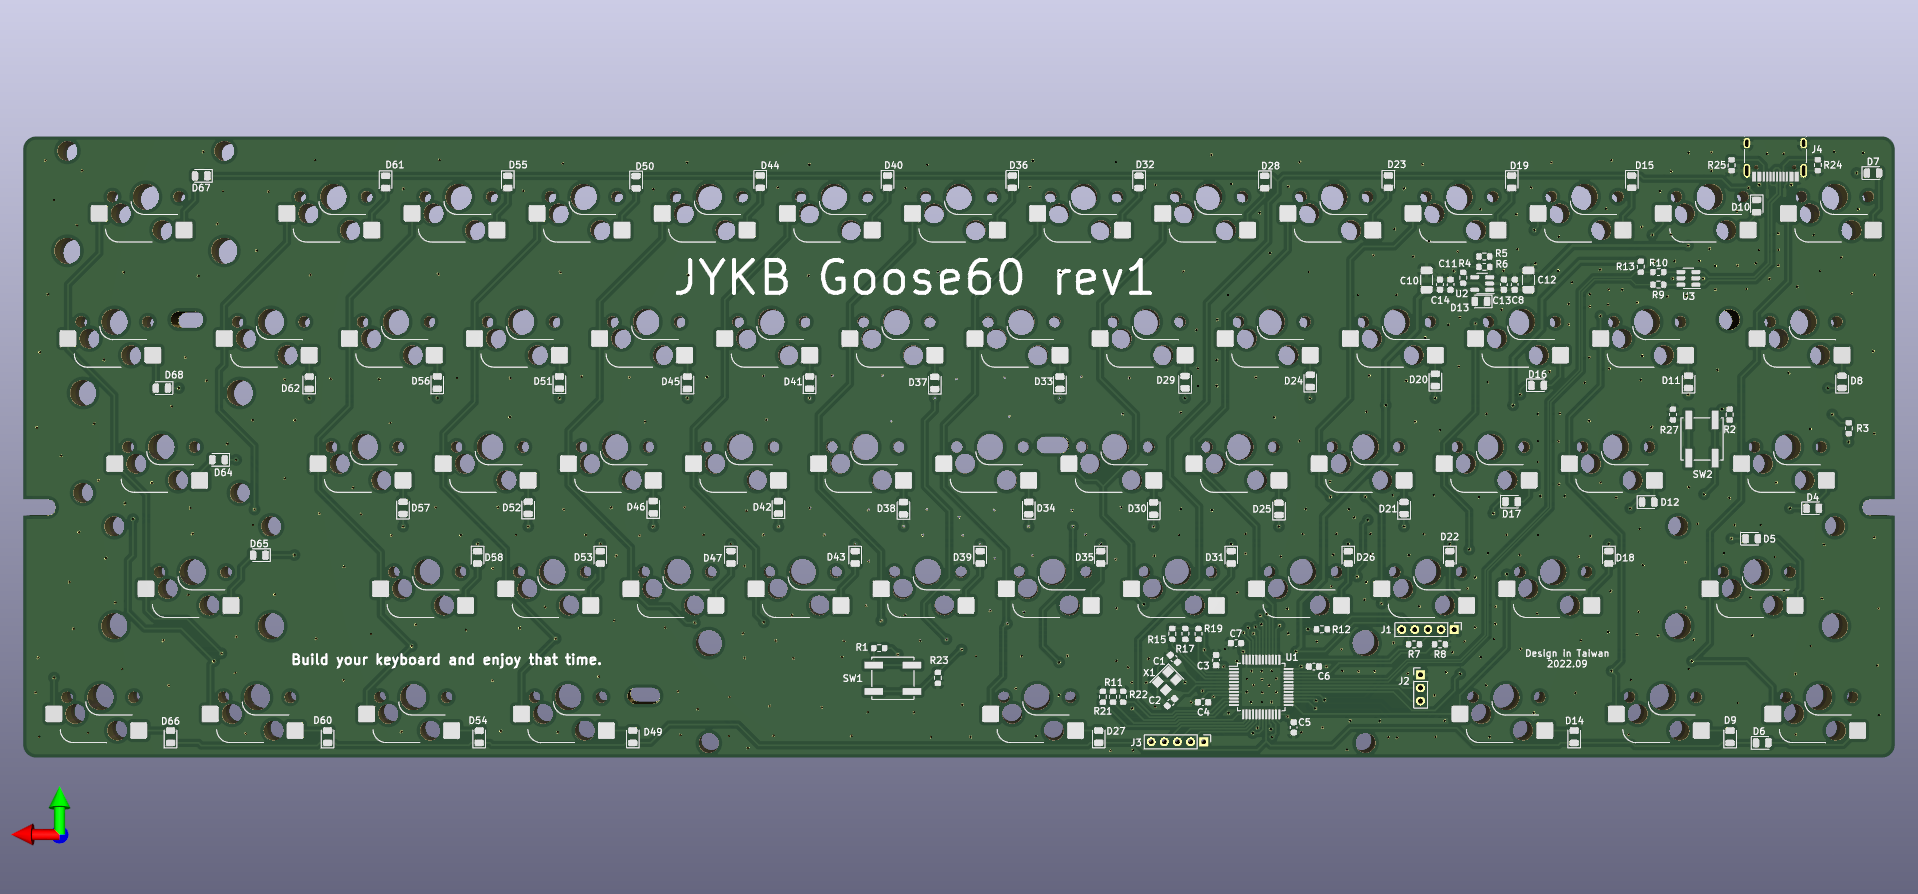 D61 D55 D50 D44 D40 D36 D32 D28 D23 D19 D15 R25 J4 R24 D7
D67
D10
JYKB Goose60 rev1
R5
C11 R4 R6 R13 R10
C10 C12
U2 C14 C13 C8 R9 U3
D13
D68 D62 D56 D51 D45 D41 D37 D33 D29 D24 D20 D16 D11 D8
R27 R2 R3
D64 SW2
D57 D52 D46 D42 D38 D34 D30 D25 D21 D17 D12 D4
D65 D58 D53 D47 D43 D39 D35 D31 D26 D22 D18 D5
R15 R19 C7 R12 J1
R17 R7 R8
Build your keyboard and enjoy that time.
R1 R23 SW1
C1 C3 U1 C6
X1 J2
Design in Taiwan
2022.09
R11 R22 C2 C4
R21
D66 D60 D54 D49 D27 J3 C5 D14 D9 D6